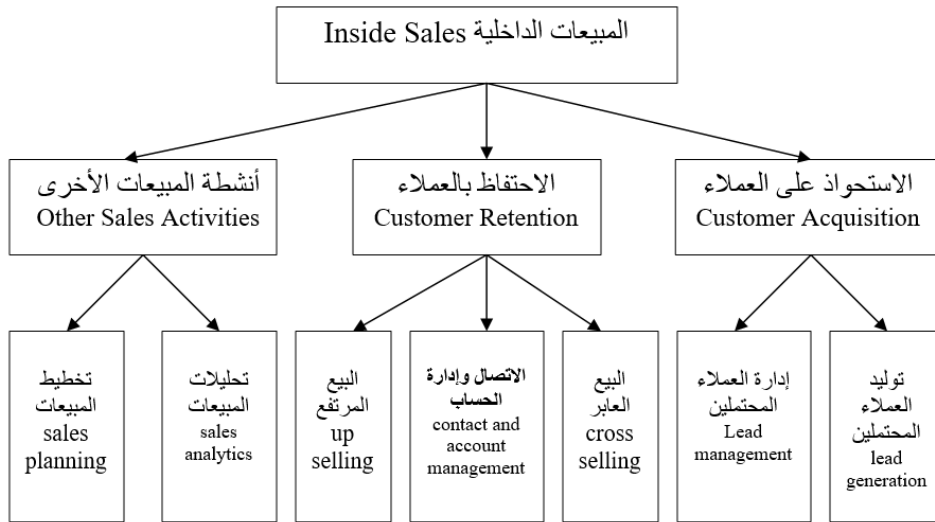 المبيعات الداخلية Inside Sales
الاستحواذ على العملاء
Customer Acquisition
الاحتفاظ بالعملاء
Customer Retention
أنشطة المبيعات الأخرى
Other Sales Activities
توليد
العملاء
المحتملين
lead
generation
إدارة العملاء
المحتملين
Lead
management
البيع
العابر
cross
selling
الاتصال وإدارة
الحساب
contact and
account
management
البيع
المرتفع
up
selling
تحليلات
المبيعات
sales
analytics
تخطيط
المبيعات
sales
planning